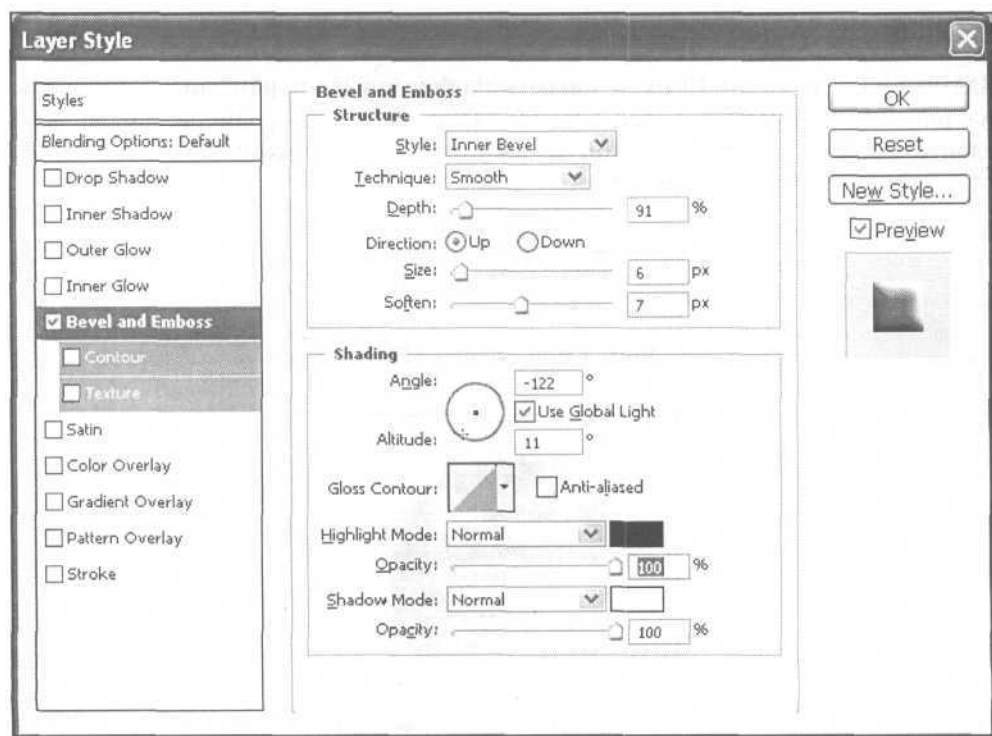 Layer Style
Styles
Blending Options: Default
Drop Shadow
Inner Shadow
Outer Glow
Inner Glow
Bevel and Emboss
Contour
Texture
Satin
Color Overlay
Gradient Overlay
Pattern Overlay
Stroke
Bevel and Emboss
Structure
Style: Inner Bevel
Technique: Smooth
Depth: 91 %
Direction: Up Down
Size: 6 px
Soften: 7 px
Shading
Angle: -122 °
Use Global Light
Altitude: 11 °
Gloss Contour: Anti-aliased
Highlight Mode: Normal
Opacity: 100 %
Shadow Mode: Normal
Opacity: 100 %
OK
Reset
New Style...
Preview